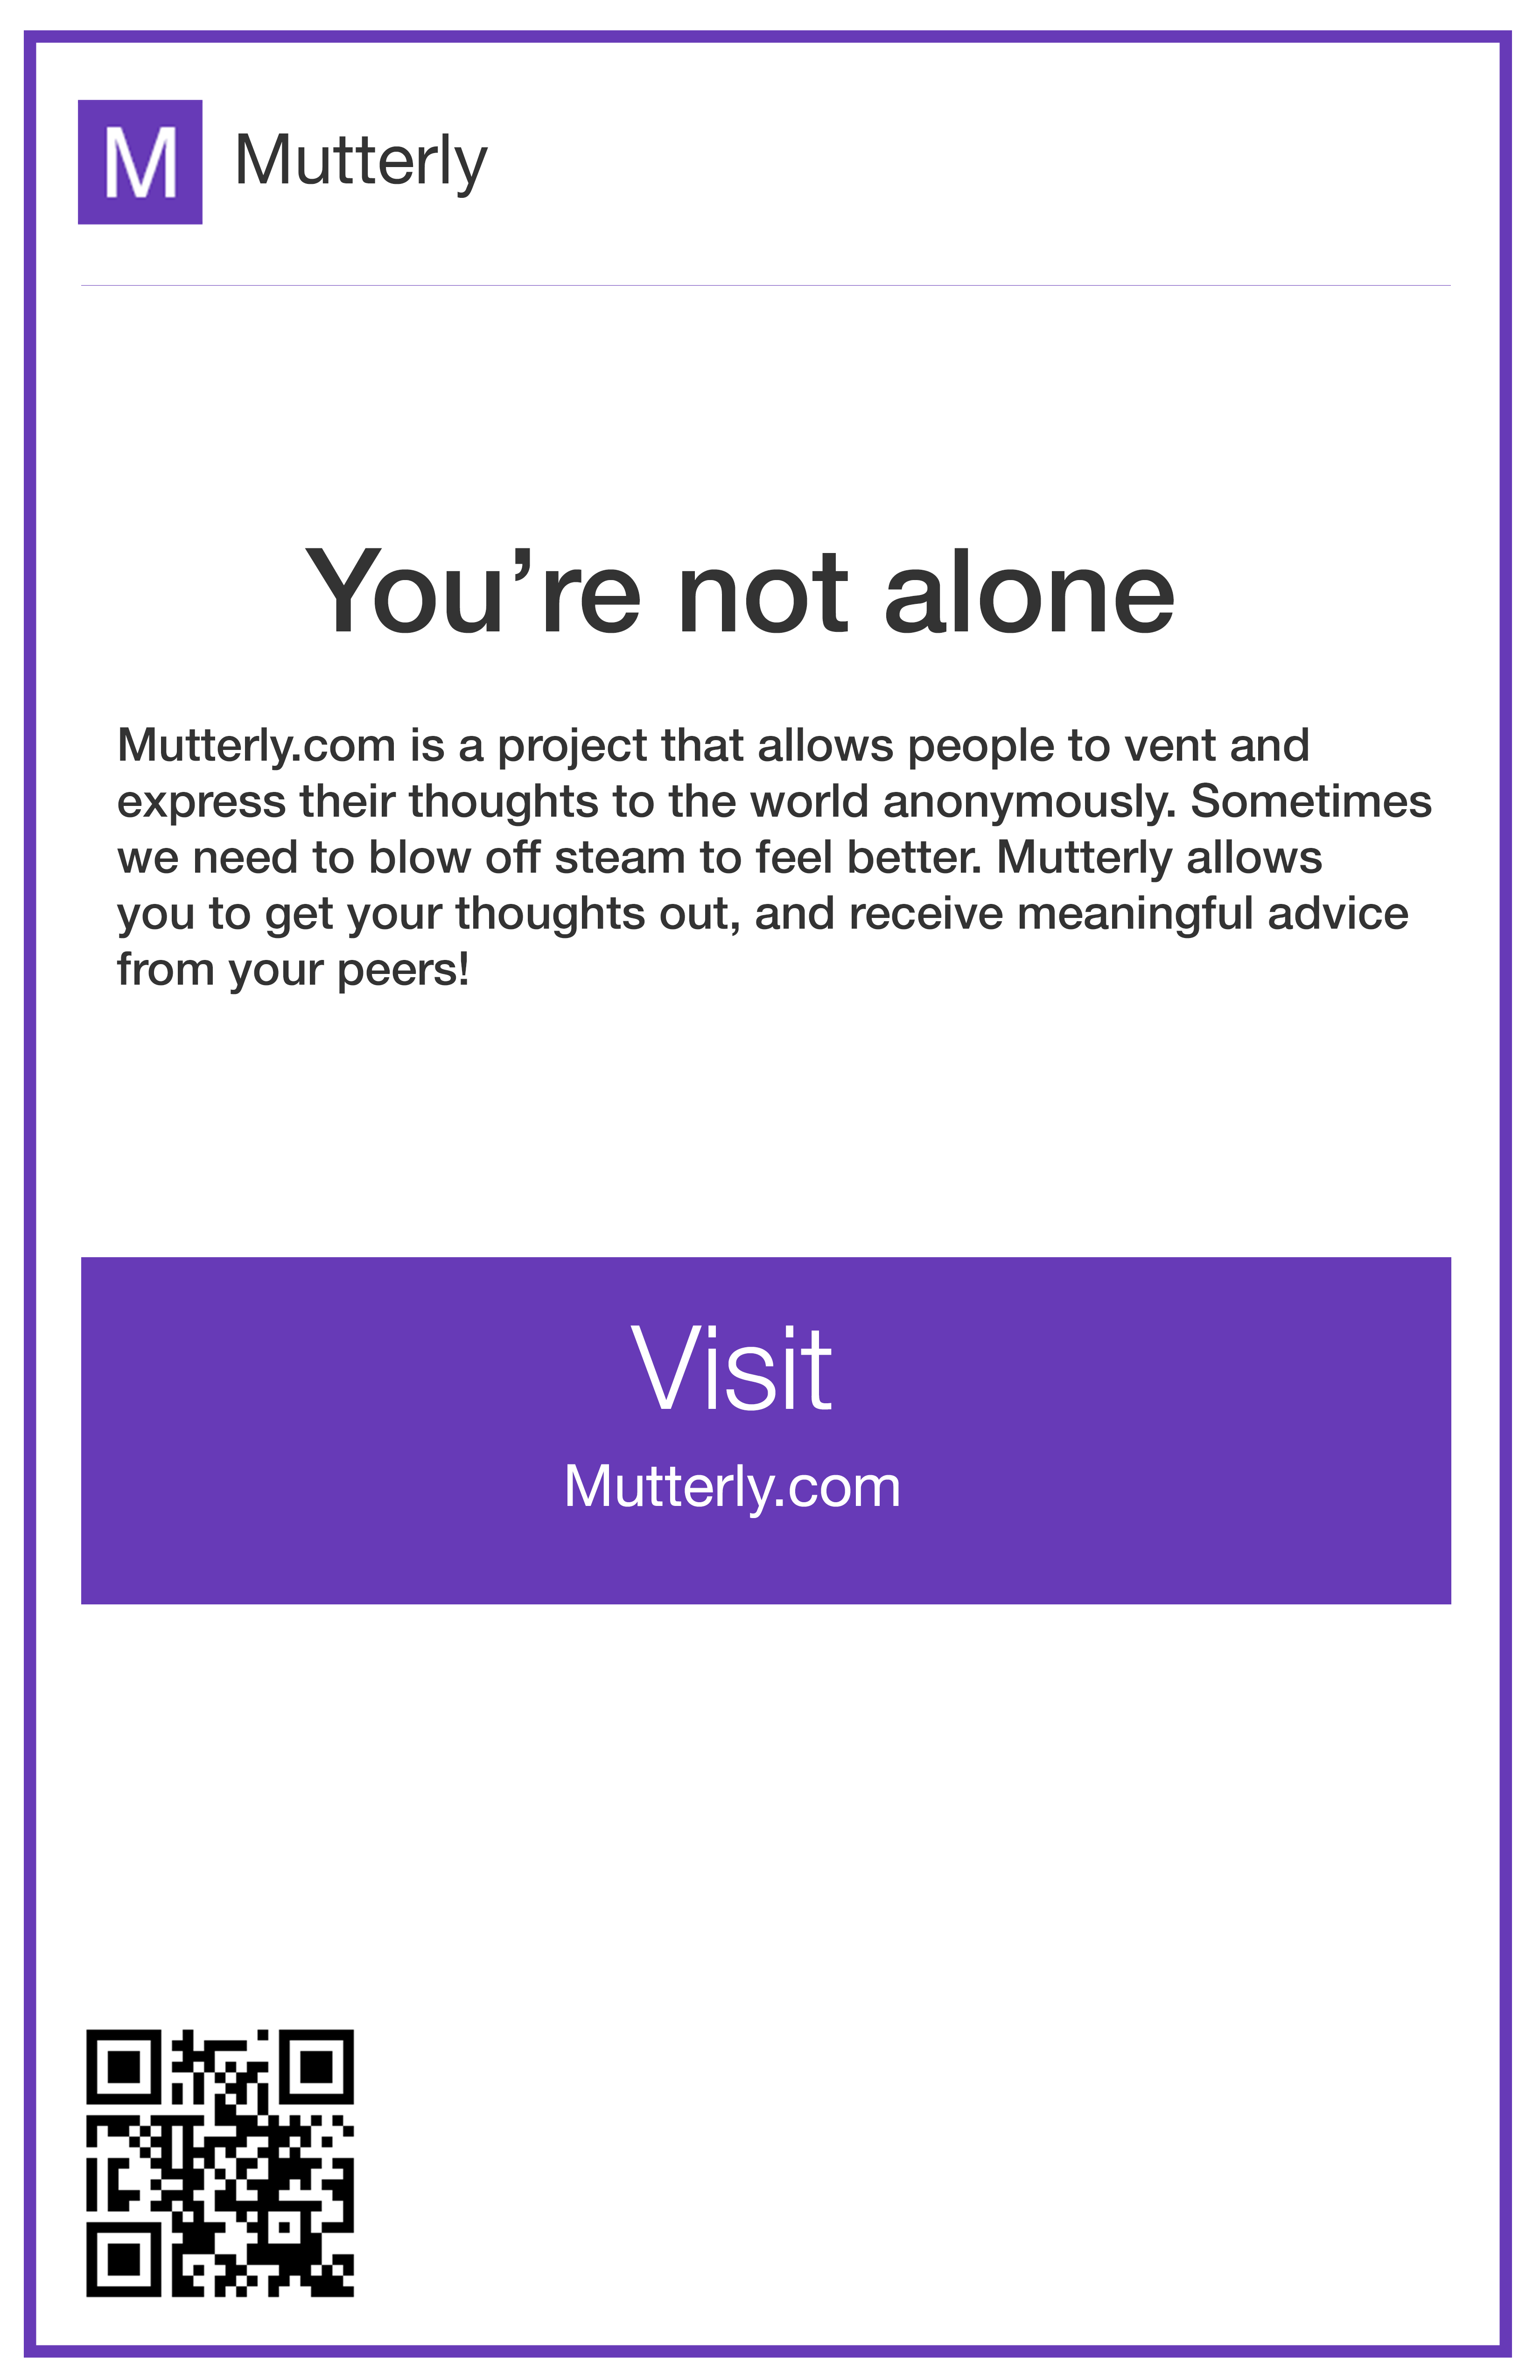 M
Mutterly
You’re not alone
Mutterly.com is a project that allows people to vent and
express their thoughts to the world anonymously. Sometimes
we need to blow off steam to feel better. Mutterly allows
you to get your thoughts out, and receive meaningful advice
from your peers!
Visit
Mutterly.com